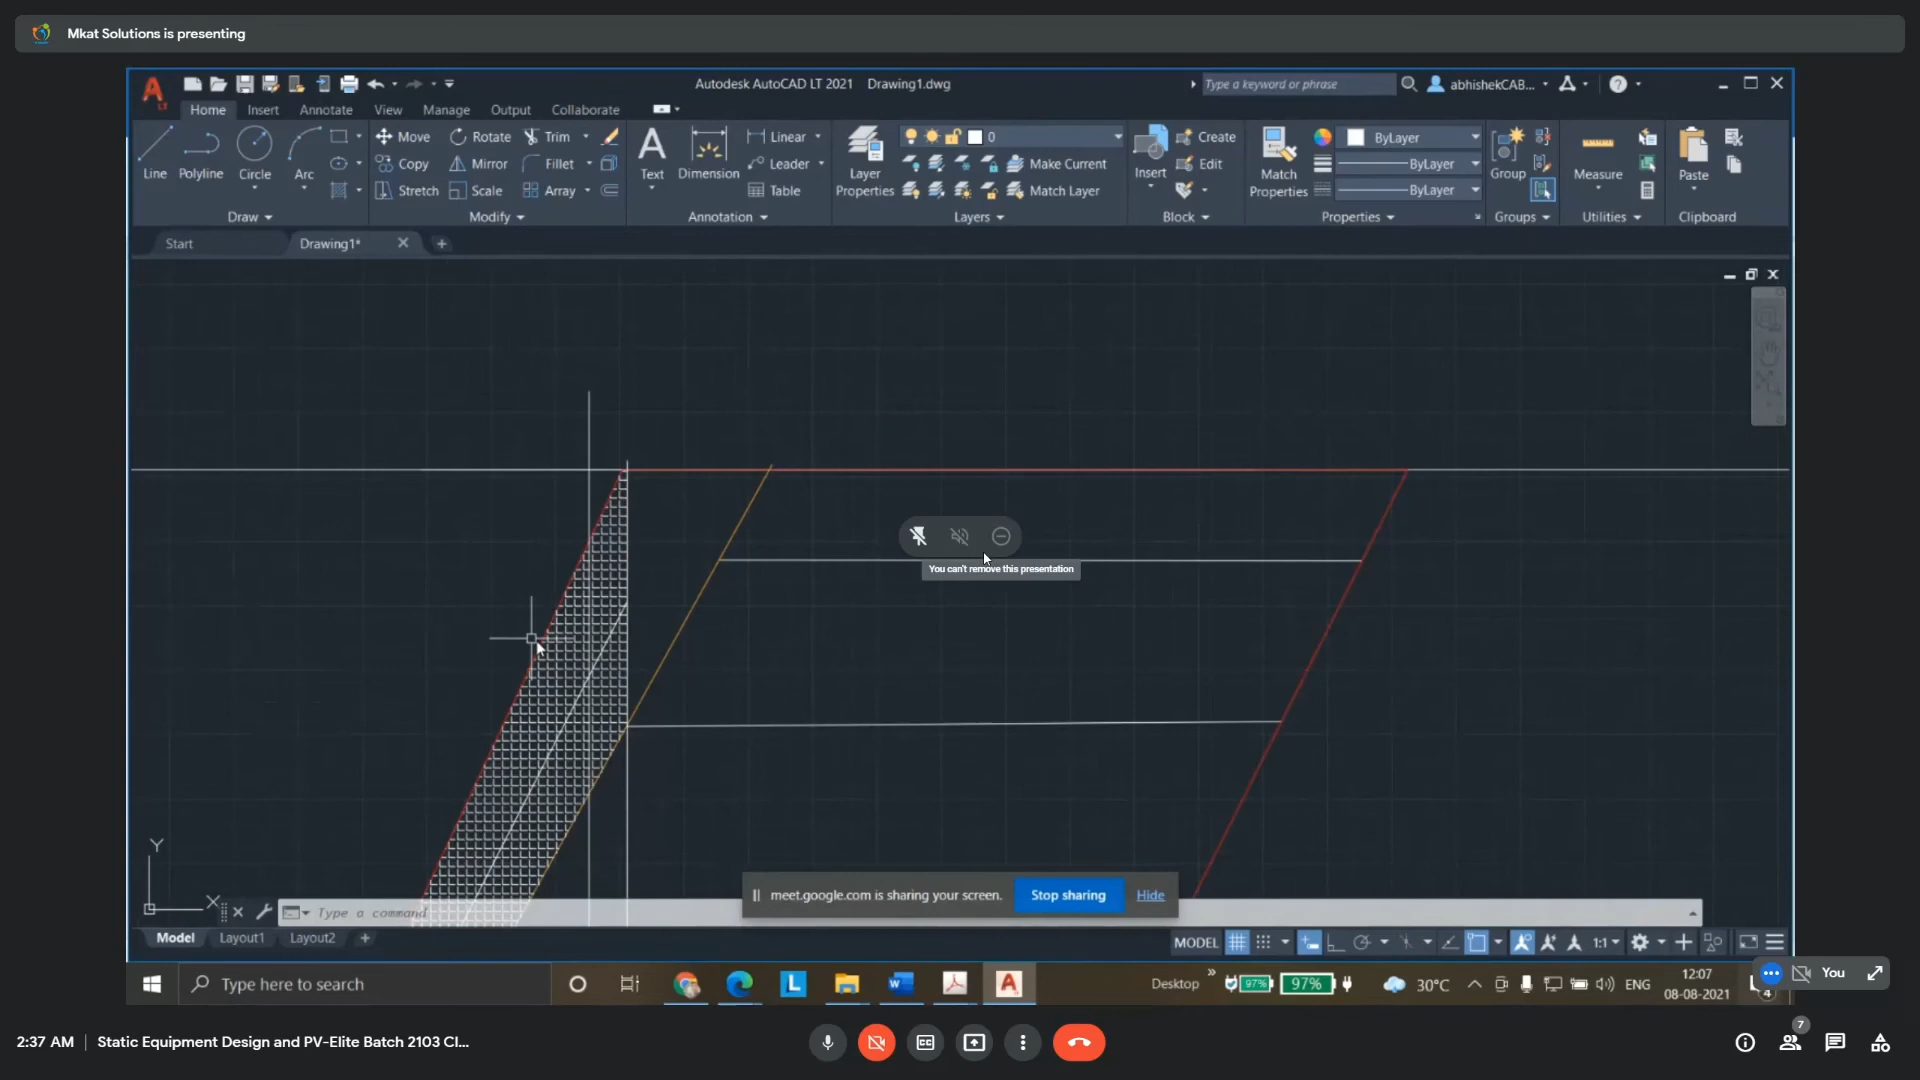 Mkat Solutions is presenting
Autodesk AutoCAD LT 2021 Drawing1.dwg
Type a keyword or phrase
abhishekCAB...
Home Insert Annotate View Manage Output Collaborate
Line Polyline Circle Arc
Move Rotate Trim
Copy Mirror Fillet
Stretch Scale Array
Text Dimension
Linear
Leader
Table
Layer Properties
0
Make Current
Match Layer
Insert
Create
Edit
Match Properties
ByLayer
ByLayer
ByLayer
Group
Measure
Paste
Draw Modify Annotation Layers Block Properties Groups Utilities Clipboard
Start Drawing1*
You can't remove this presentation
Y
X
meet.google.com is sharing your screen. Stop sharing Hide
Type a command
Model Layout1 Layout2
MODEL 1:1
Type here to search
Desktop 97% 97% 30°C ENG
12:07
08-08-2021
4
You
2:37 AM Static Equipment Design and PV-Elite Batch 2103 Cl...
7